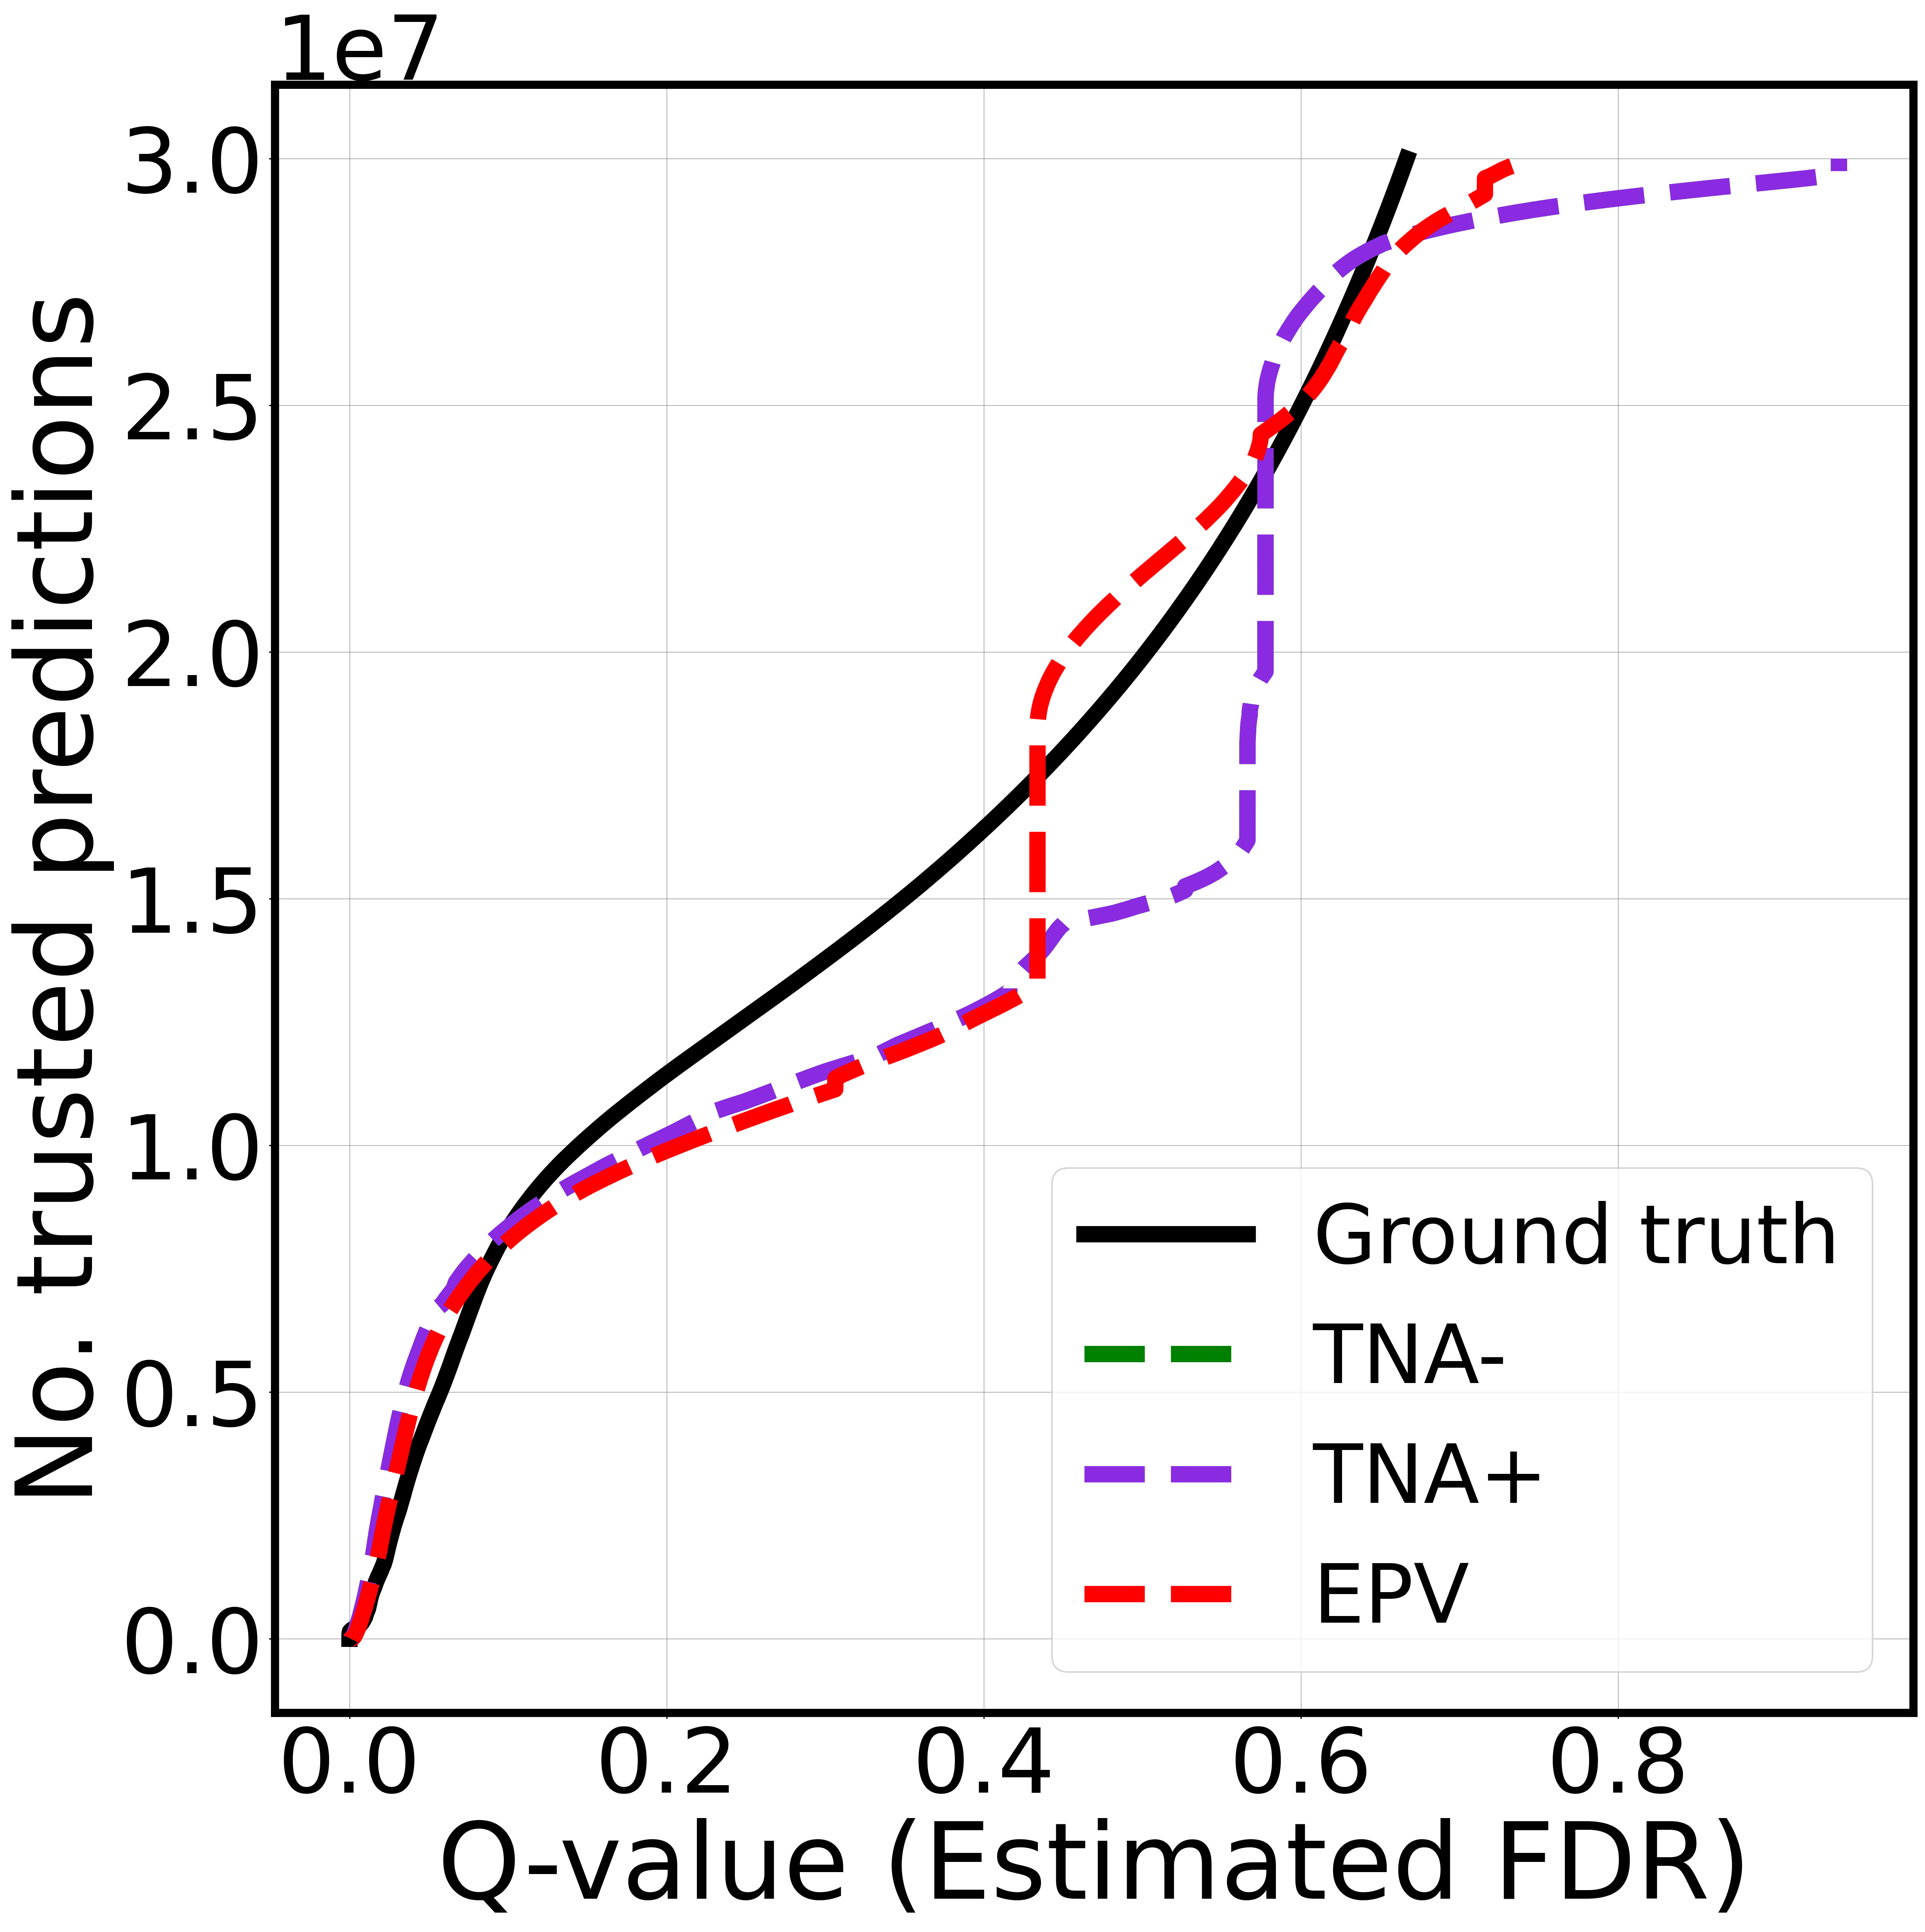 1e7
3.0
2.5
2.0
1.5
1.0
0.5
0.0
No. trusted predictions
Ground truth
TNA-
TNA+
EPV
0.0 0.2 0.4 0.6 0.8
Q-value (Estimated FDR)